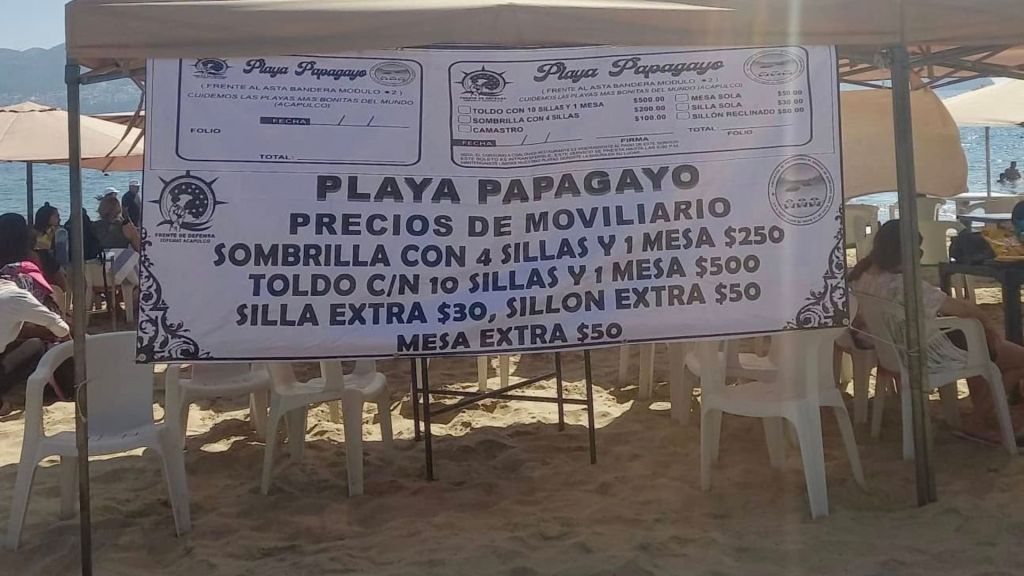 Playa Papagayo
( FRENTE AL ASTA BANDERA MODULO ★2 )
CUIDEMOS LAS PLAYAS MAS BONITAS DEL MUNDO
(ACAPULCO)
FECHA: / /
FOLIO
TOTAL:
Playa Papagayo
( FRENTE AL ASTA BANDERA MODULO ★2 )
CUIDEMOS LAS PLAYAS MAS BONITAS DEL MUNDO (ACAPULCO)
TOLDO CON 10 SILLAS Y 1 MESA $500.00
SOMBRILLA CON 4 SILLAS $200.00
CAMASTRO $100.00
MESA SOLA $50.00
SILLA SOLA $30.00
SILLÓN RECLINADO
FECHA / / FIRMA TOTAL FOLIO
PLAYA PAPAGAYO
PRECIOS DE MOVILIARIO
SOMBRILLA CON 4 SILLAS Y 1 MESA $250
TOLDO C/N 10 SILLAS Y 1 MESA $500
SILLA EXTRA $30, SILLON EXTRA $50
MESA EXTRA $50
FRENTE DE DEFENSA
ZOFEMAT ACAPULCO